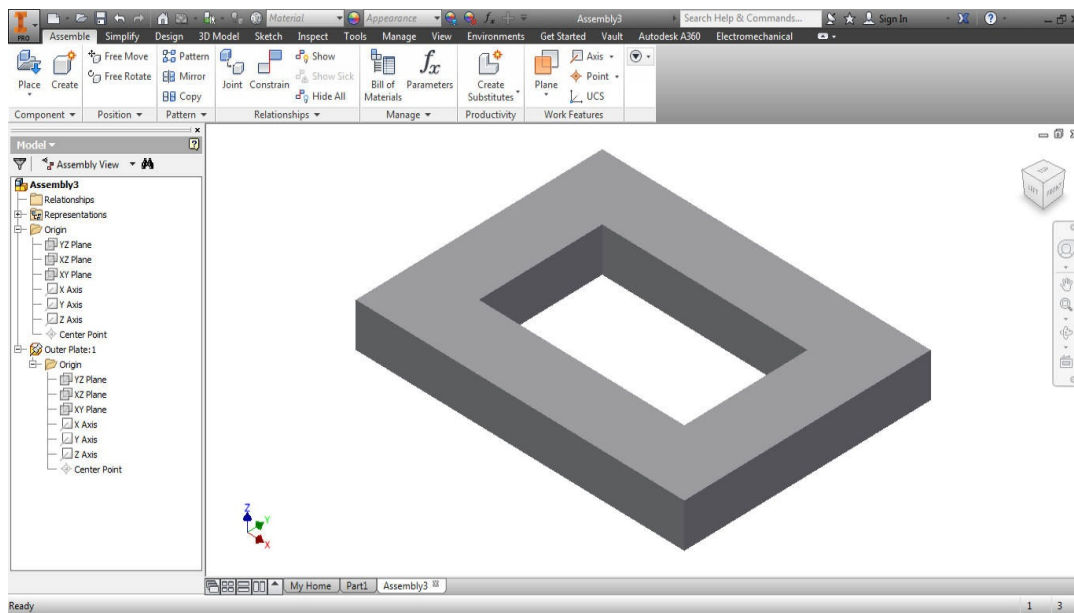 Material
Appearance
Assembly3
Search Help & Commands...
Sign In
PRO
Assemble Simplify Design 3D Model Sketch Inspect Tools Manage View Environments Get Started Vault Autodesk A360 Electromechanical
Place
Create
Free Move
Free Rotate
Pattern
Mirror
Copy
Joint Constrain
Show
Show Sick
Hide All
Bill of Materials
Parameters
Create Substitutes
Plane
Axis
Point
UCS
Component Position Pattern Relationships Manage Productivity Work Features
Model
Assembly View
Assembly3
Relationships
Representations
Origin
YZ Plane
XZ Plane
XY Plane
X Axis
Y Axis
Z Axis
Center Point
Outer Plate:1
Origin
YZ Plane
XZ Plane
XY Plane
X Axis
Y Axis
Z Axis
Center Point
TOP
LEFT FRONT
Z
Y
X
My Home Part1 Assembly3
Ready
1 3